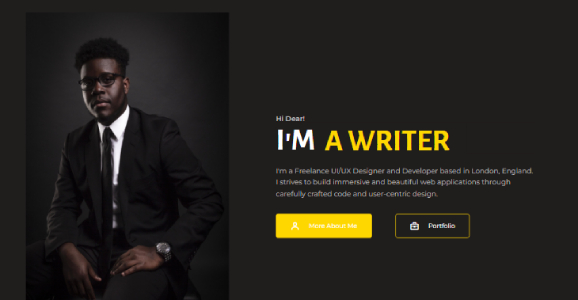 Hi Dear!
I'M A WRITER
I'm a Freelance UI/UX Designer and Developer based in London, England.
I strives to build immersive and beautiful web applications through
carefully crafted code and user-centric design.
More About Me
Portfolio